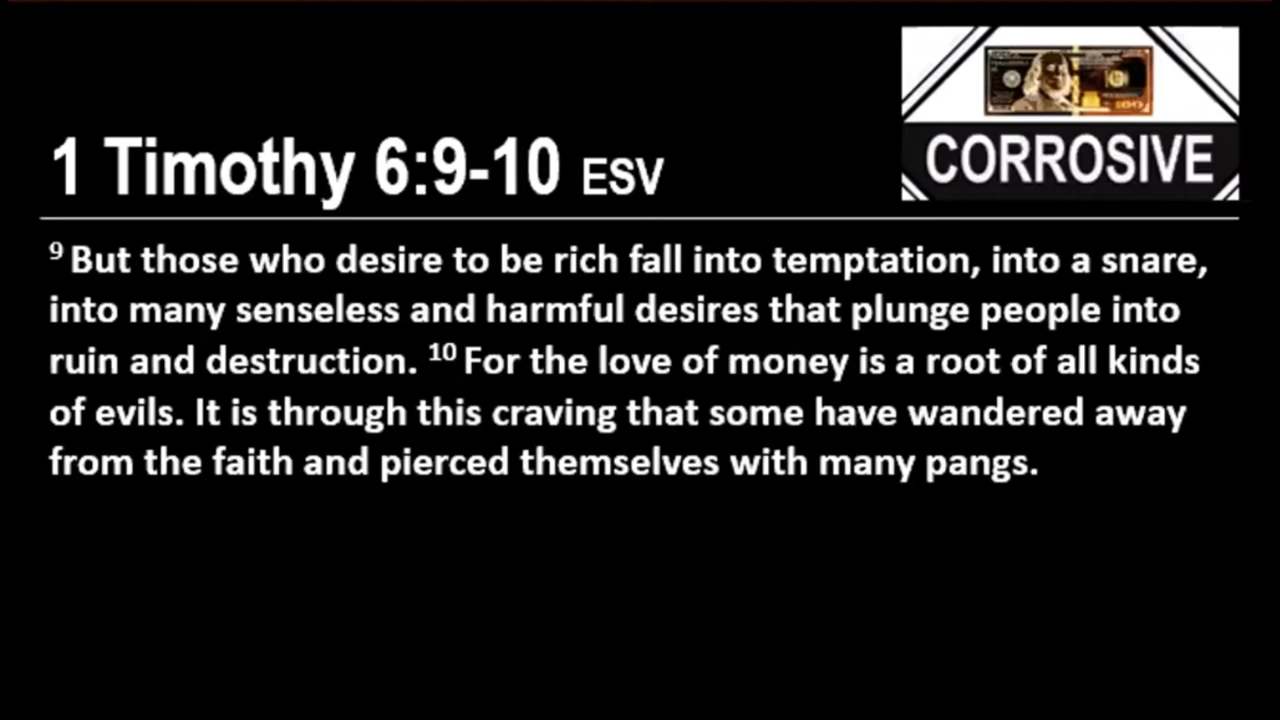 CORROSIVE
1 Timothy 6:9-10 ESV
⁹ But those who desire to be rich fall into temptation, into a snare,
into many senseless and harmful desires that plunge people into
ruin and destruction. ¹⁰ For the love of money is a root of all kinds
of evils. It is through this craving that some have wandered away
from the faith and pierced themselves with many pangs.